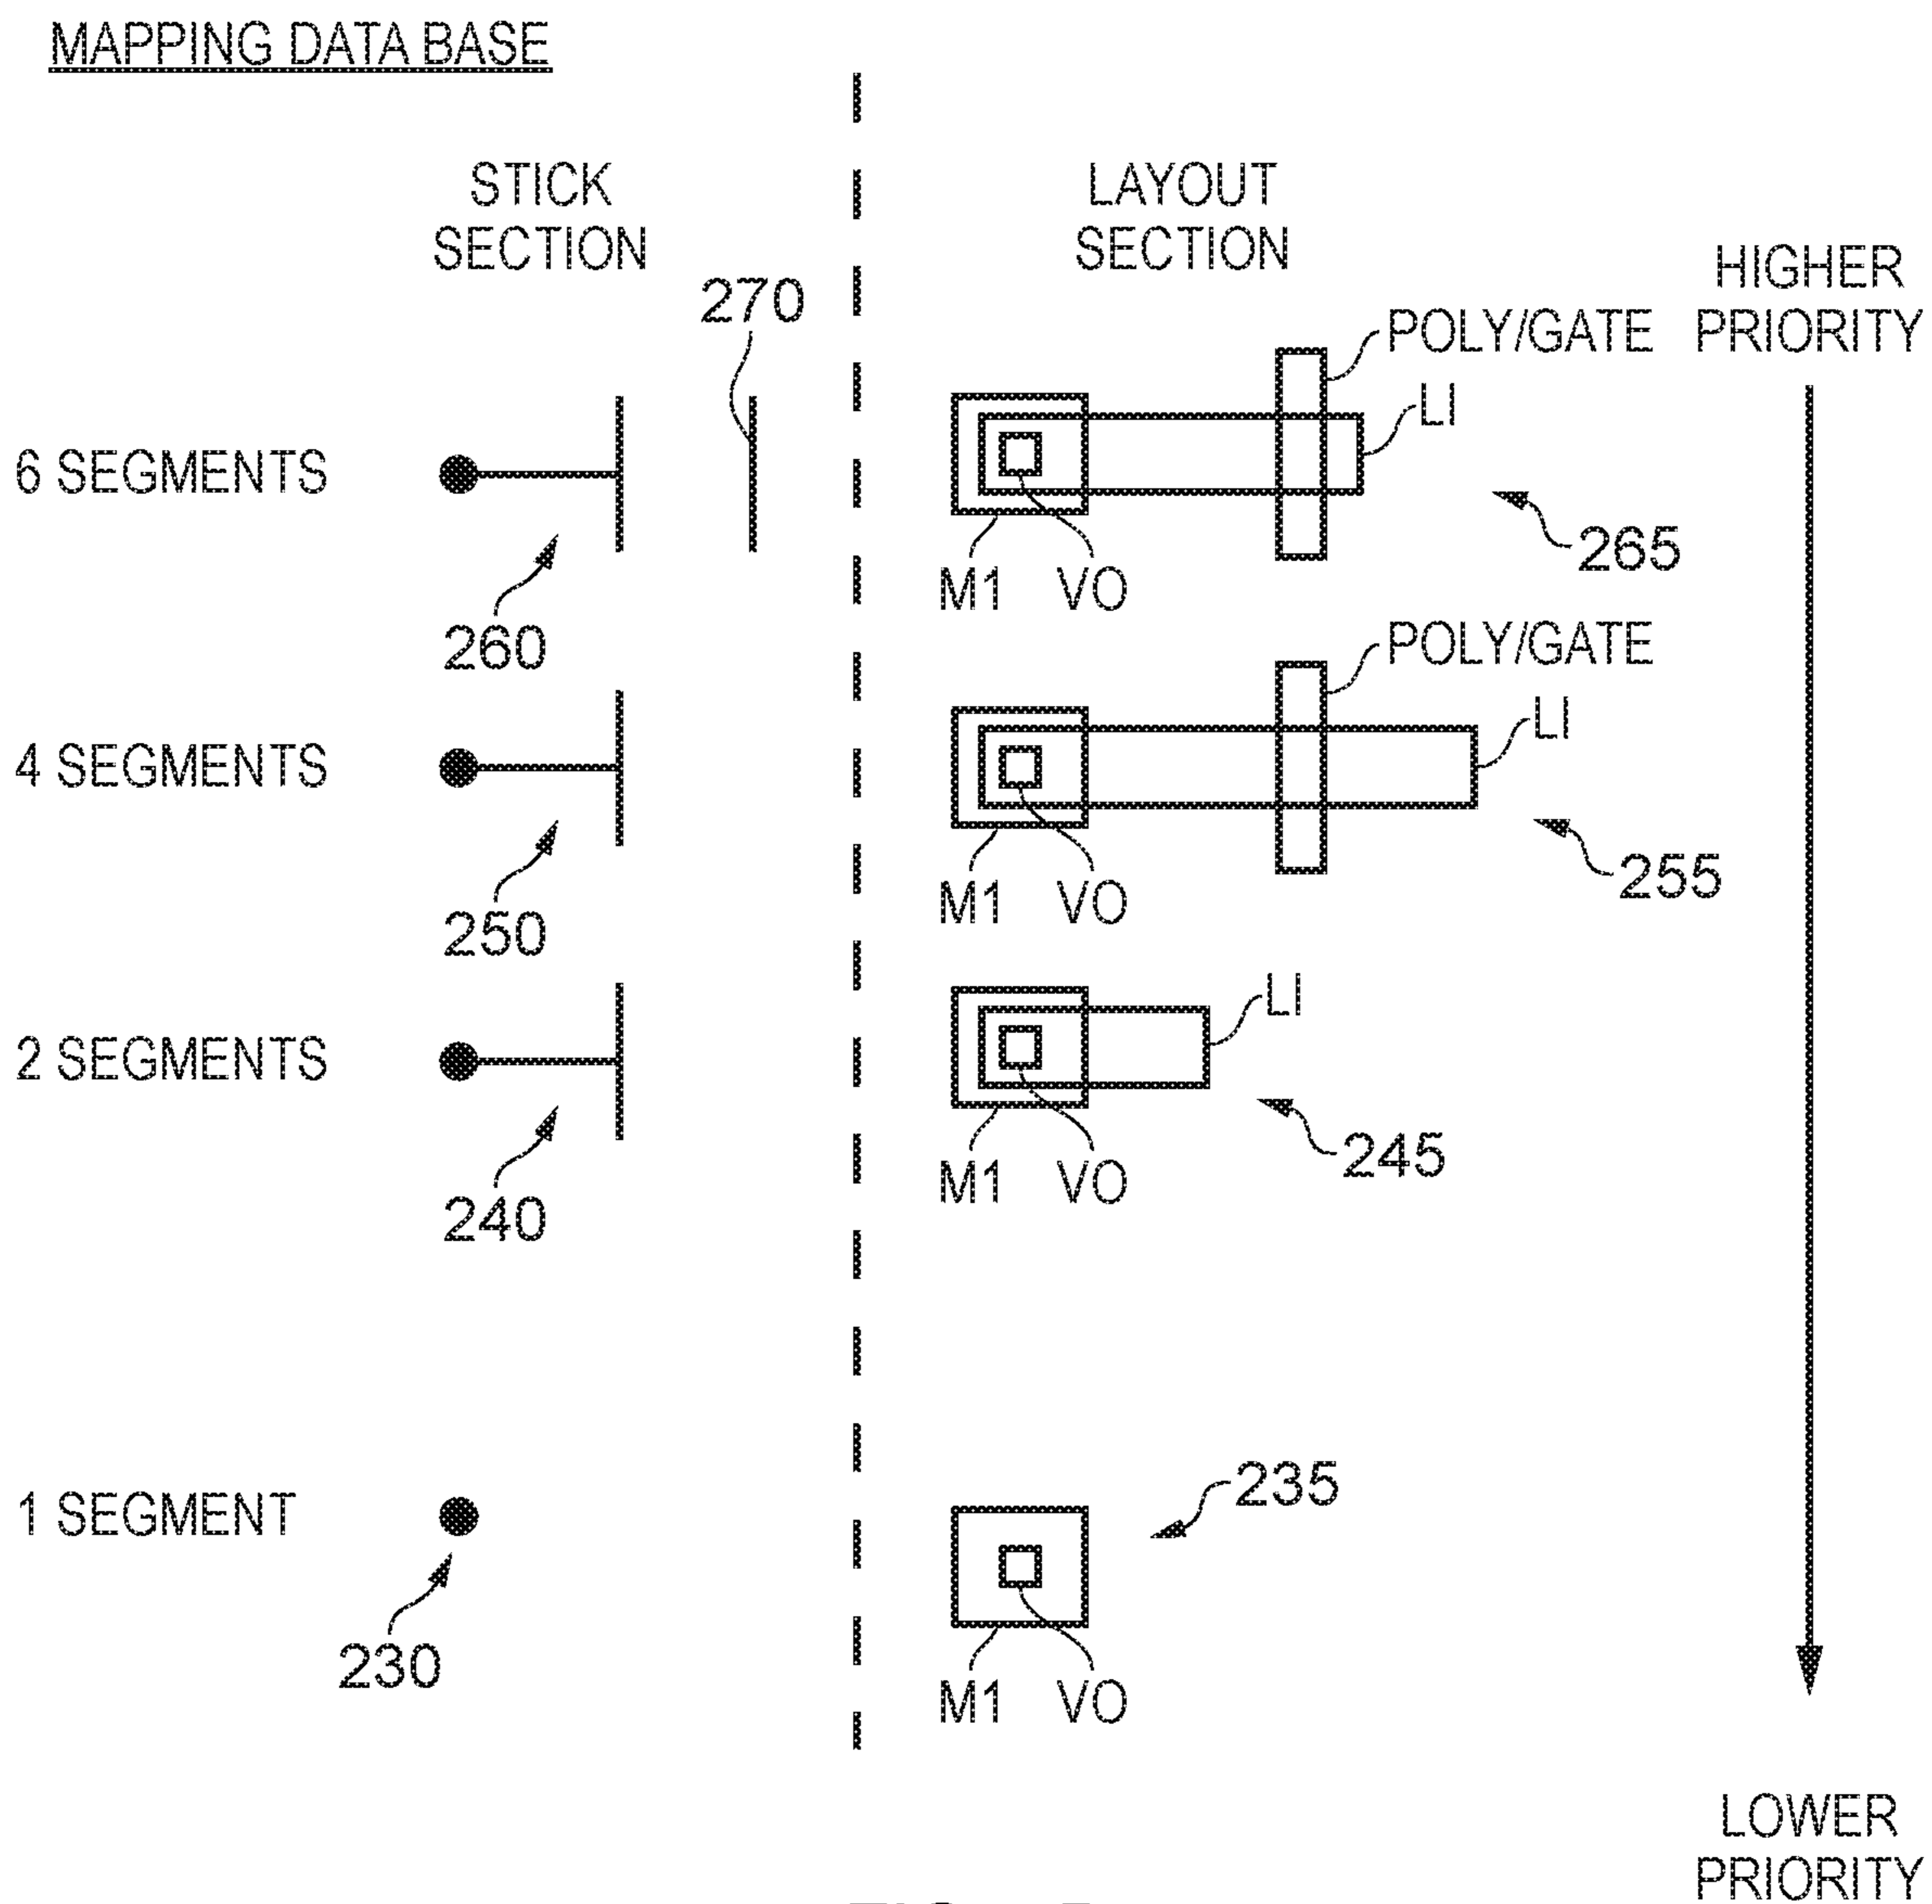 MAPPING DATA BASE
STICK
SECTION
LAYOUT
SECTION
HIGHER
PRIORITY
270
POLY/GATE
LI
6 SEGMENTS
265
M1
VO
260
POLY/GATE
LI
4 SEGMENTS
255
M1
VO
250
LI
2 SEGMENTS
245
M1
VO
240
235
1 SEGMENT
230
M1
VO
LOWER
PRIORITY